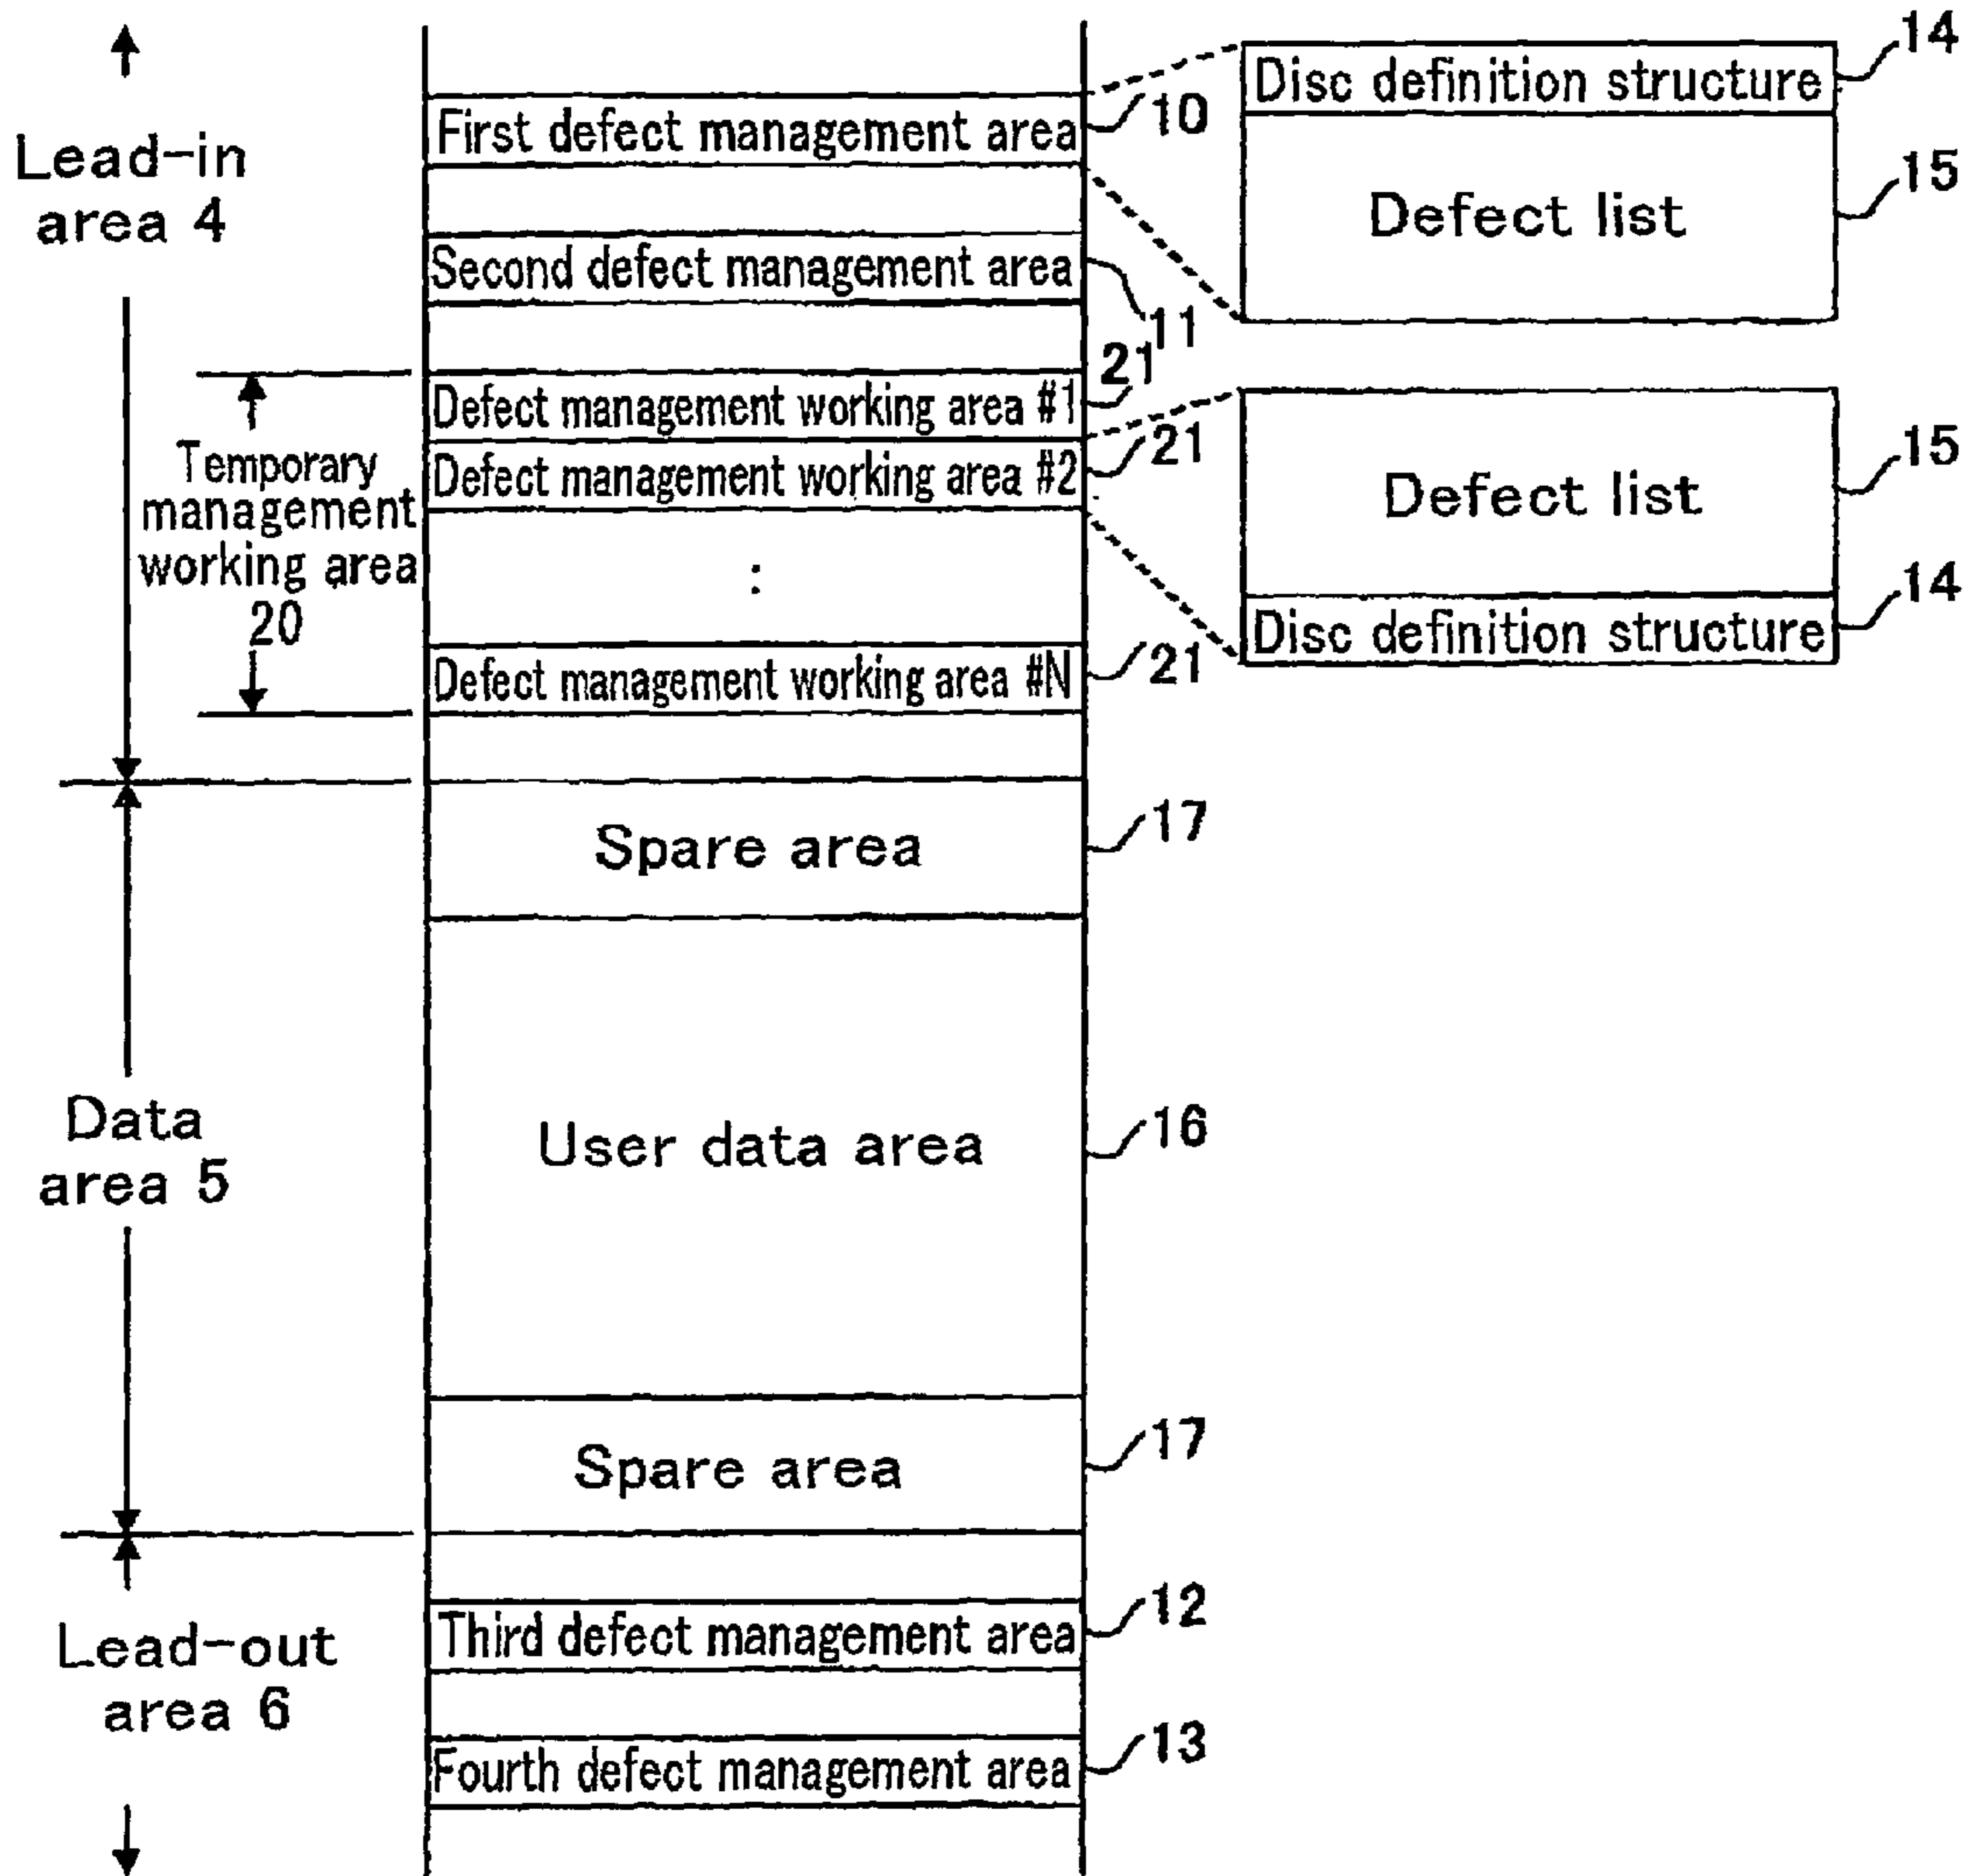 Lead-in
area 4
Temporary
management
working area
20
Data
area 5
Lead-out
area 6
First defect management area
10
Second defect management area
11
Defect management working area #1
21
Defect management working area #2
21
:
Defect management working area #N
21
Spare area
17
User data area
16
Spare area
17
Third defect management area
12
Fourth defect management area
13
Disc definition structure
14
Defect list
15
Defect list
15
Disc definition structure
14